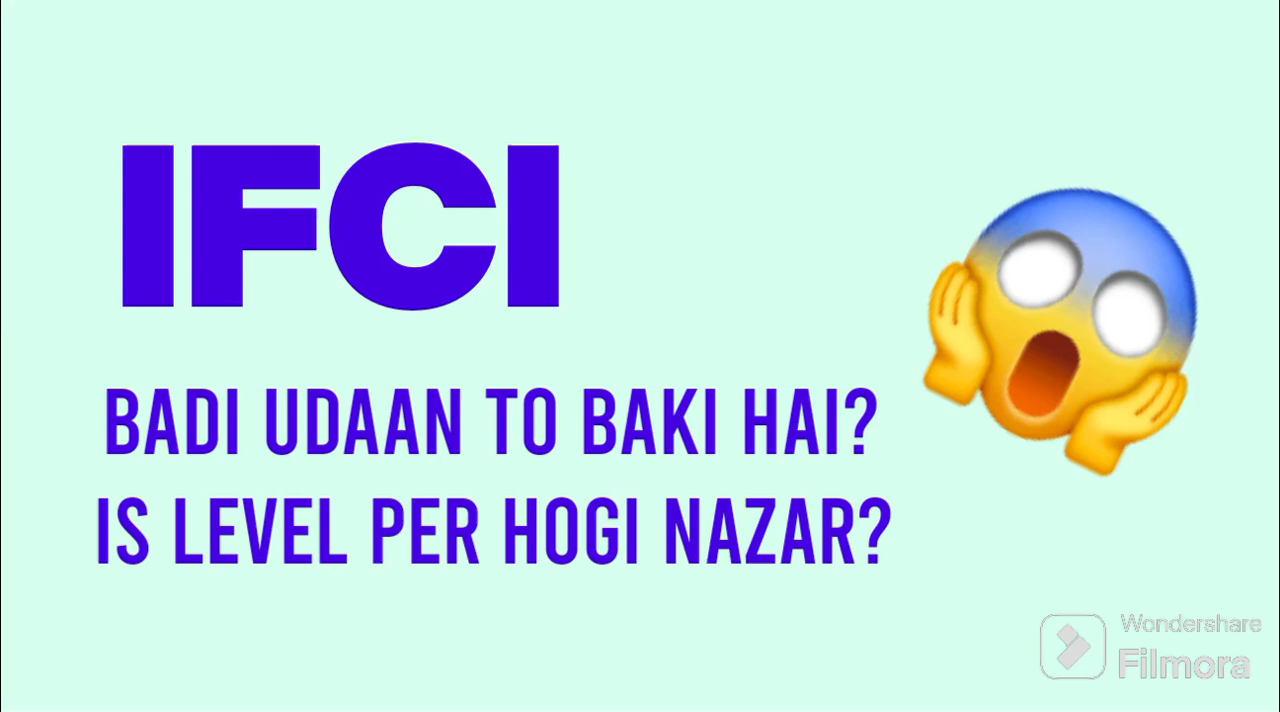 IFCI
BADI UDAAN TO BAKI HAI?
IS LEVEL PER HOGI NAZAR?
Wondershare
Filmora